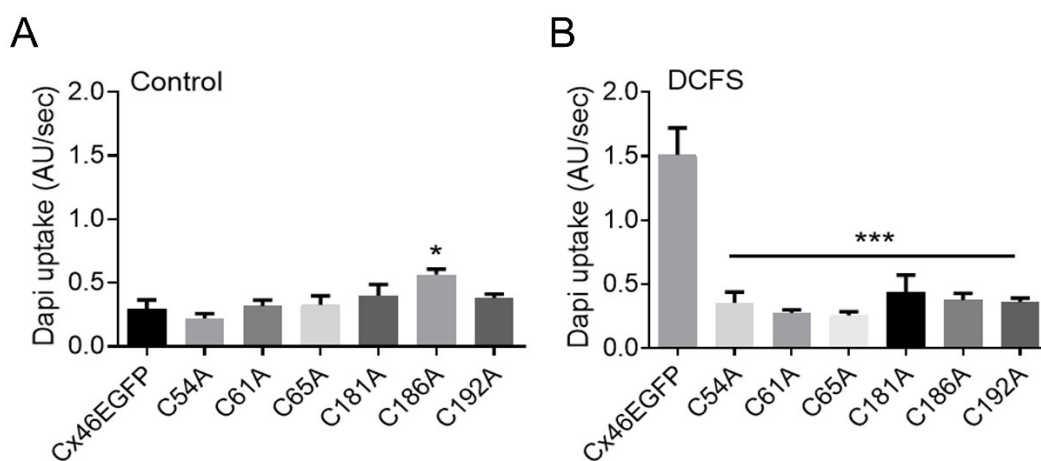 A
Control
Dapi uptake (AU/sec)
2.0
1.5
1.0
0.5
0.0
*
Cx46EGFP
C54A
C61A
C65A
C181A
C186A
C192A
B
DCFS
Dapi uptake (AU/sec)
2.0
1.5
1.0
0.5
0.0
***
Cx46EGFP
C54A
C61A
C65A
C181A
C186A
C192A